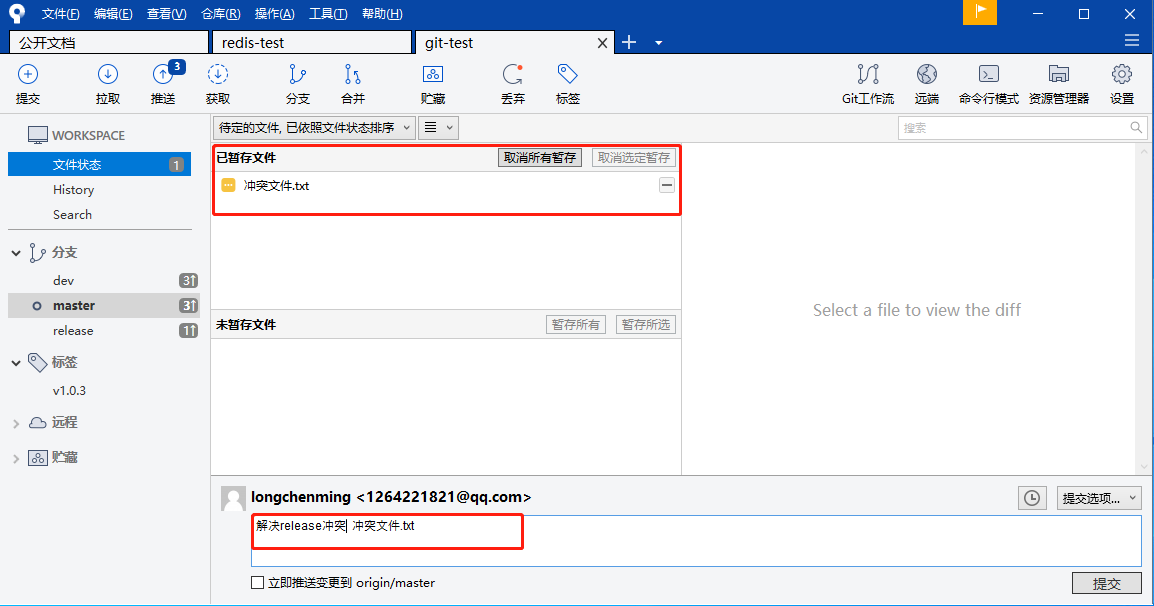 文件(F) 编辑(E) 查看(V) 仓库(R) 操作(A) 工具(T) 帮助(H)
公开文档 redis-test git-test
3
提交 拉取 推送 获取 分支 合并 贮藏 丢弃 标签 Git工作流 远端 命令行模式 资源管理器 设置
WORKSPACE
文件状态 1
History
Search
分支
dev 3↑
master 3↑
release 1↑
标签
v1.0.3
远程
贮藏
待定的文件, 已依照文件状态排序
搜索
已暂存文件 取消所有暂存 取消选定暂存
冲突文件.txt
未暂存文件 暂存所有 暂存所选
Select a file to view the diff
longchenming <1264221821@qq.com>
提交选项...
解决release冲突 冲突文件.txt
立即推送变更到 origin/master
提交